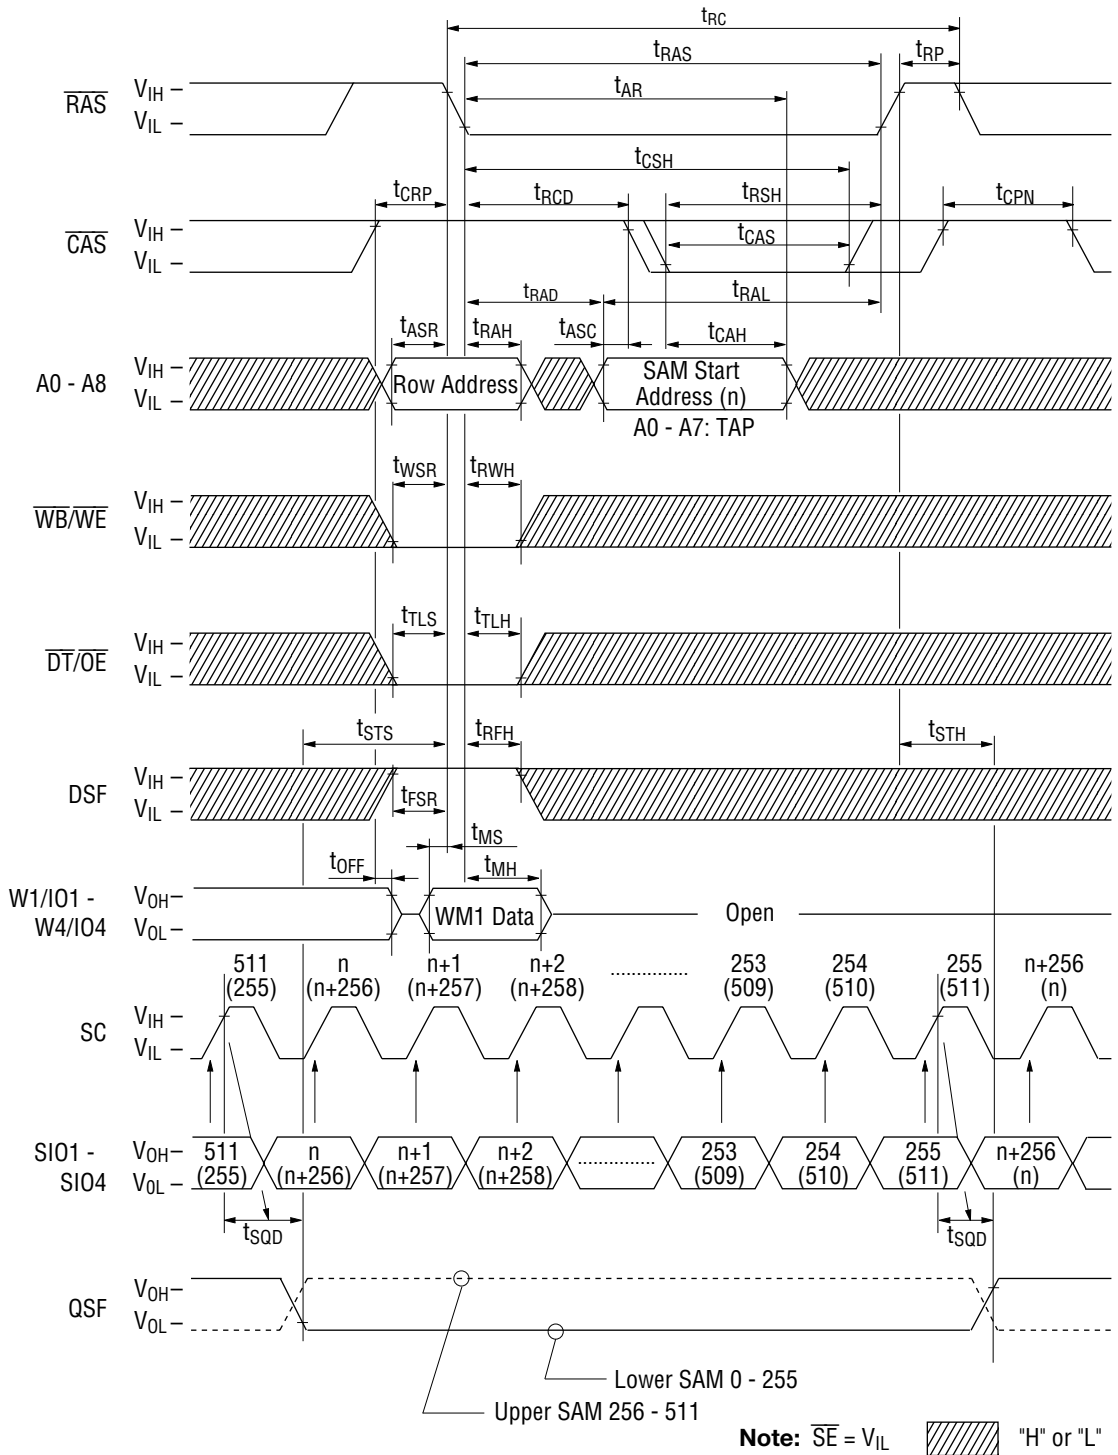 tRC
tRAS
tRP
tAR
RAS
VIH
VIL
tCSH
tCRP
tRCD
tRSH
tCPN
CAS
VIH
VIL
tCAS
tRAD
tRAL
tASR
tRAH
tASC
tCAH
A0 - A8
VIH
VIL
Row Address
SAM Start
Address (n)
A0 - A7: TAP
tWSR
tRWH
WB/WE
VIH
VIL
tTLS
tTLH
DT/OE
VIH
VIL
tSTS
tRFH
tSTH
DSF
VIH
VIL
tFSR
tMS
tOFF
tMH
W1/IO1 -
W4/IO4
VOH
VOL
WM1 Data
Open
511
(255)
n
(n+256)
n+1
(n+257)
n+2
(n+258)
....................
253
(509)
254
(510)
255
(511)
n+256
(n)
SC
VIH
VIL
SIO1 -
SIO4
VOH
VOL
511
(255)
n
(n+256)
n+1
(n+257)
n+2
(n+258)
....................
253
(509)
254
(510)
255
(511)
n+256
(n)
tSQD
tSQD
QSF
VOH
VOL
Lower SAM 0 - 255
Upper SAM 256 - 511
Note: SE = VIL
"H" or "L"